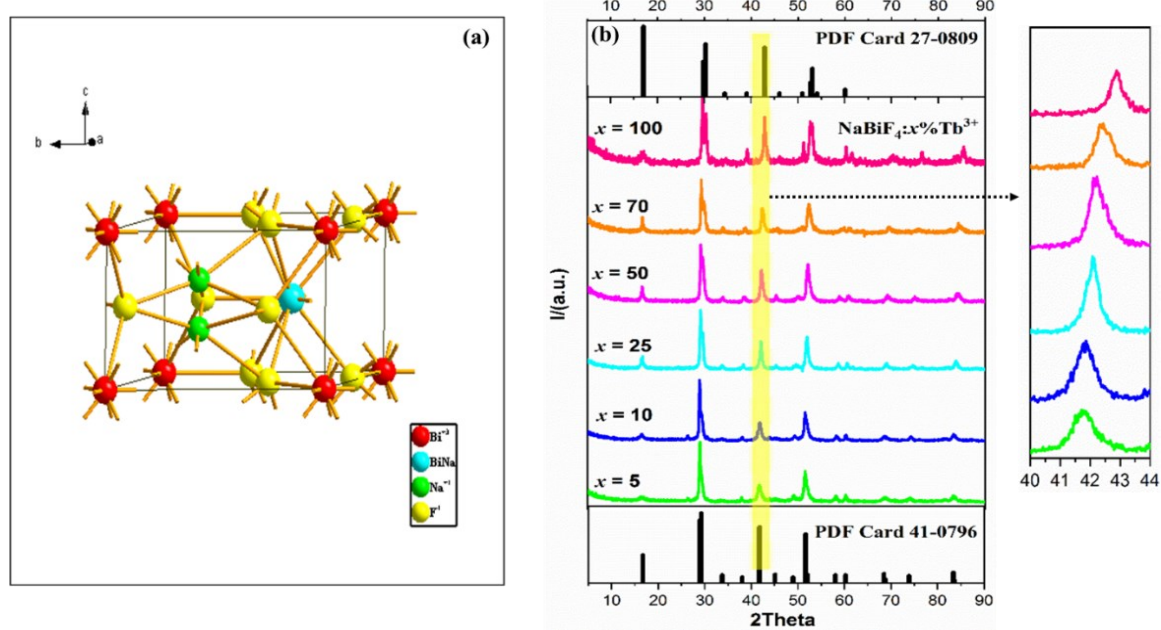 (a)
c
b
a
Bi+3
BiNa
Na+1
F-1
0 10 20 30 40 50 60 70 80 90
(b)
PDF Card 27-0809
x = 100
NaBiF4:x%Tb3+
x = 70
x = 50
x = 25
x = 10
x = 5
PDF Card 41-0796
I/(a.u.)
10 20 30 40 50 60 70 80 90
2Theta
40 41 42 43 44